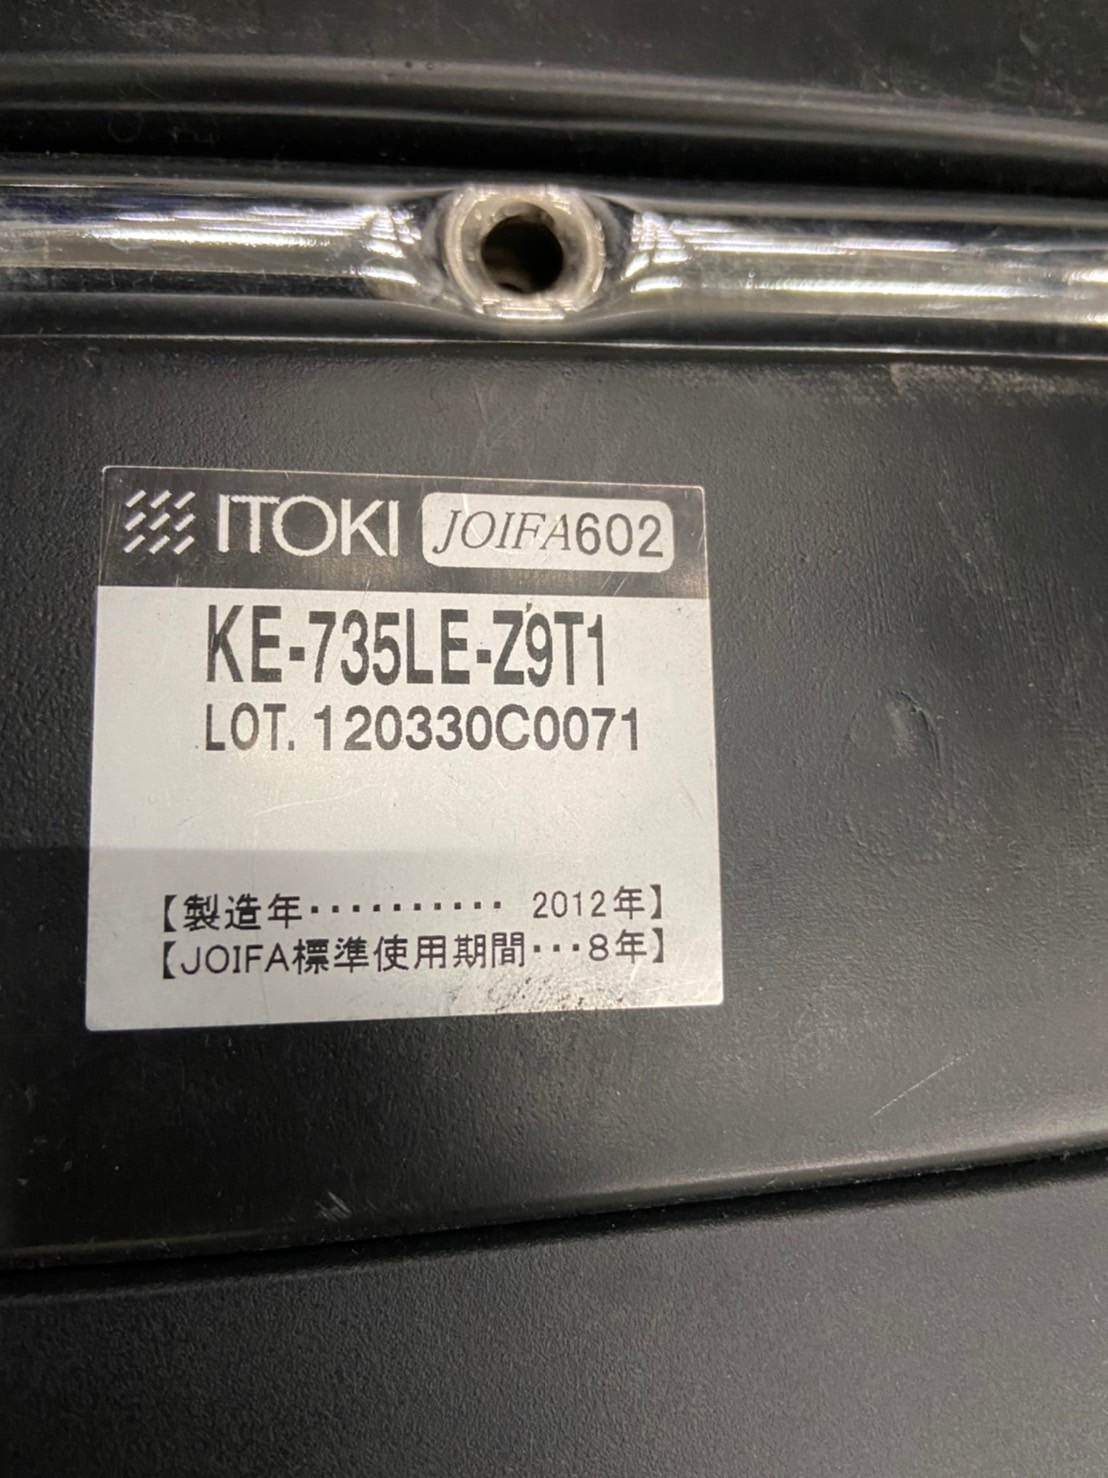 ITOKI JOIFA602
KE-735LE-Z9T1
LOT. 120330C0071
【製造年・・・・・・・・・・・ 2012年】
【JOIFA標準使用期間・・・8年】